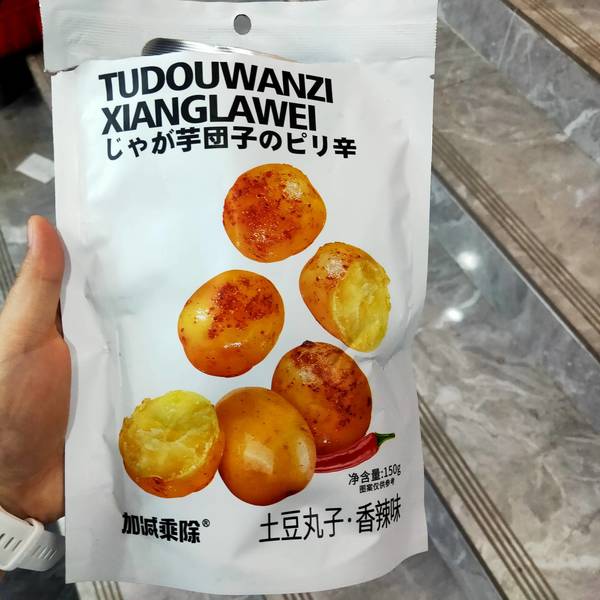 TUDOUWANZI
XIANGLAWEI
じゃが芋団子のピリ辛
净含量:150g
图案仅供参考
加减乘除®
土豆丸子·香辣味